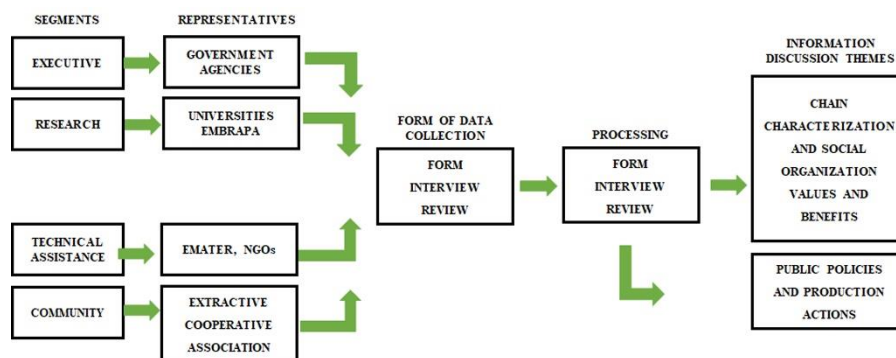 SEGMENTS
REPRESENTATIVES
EXECUTIVE
GOVERNMENT
AGENCIES
RESEARCH
UNIVERSITIES
EMBRAPA
TECHNICAL
ASSISTANCE
EMATER, NGOs
COMMUNITY
EXTRACTIVE
COOPERATIVE
ASSOCIATION
FORM OF DATA
COLLECTION
FORM
INTERVIEW
REVIEW
PROCESSING
FORM
INTERVIEW
REVIEW
INFORMATION
DISCUSSION THEMES
CHAIN
CHARACTERIZATION
AND SOCIAL
ORGANIZATION
VALUES AND
BENEFITS
PUBLIC POLICIES
AND PRODUCTION
ACTIONS